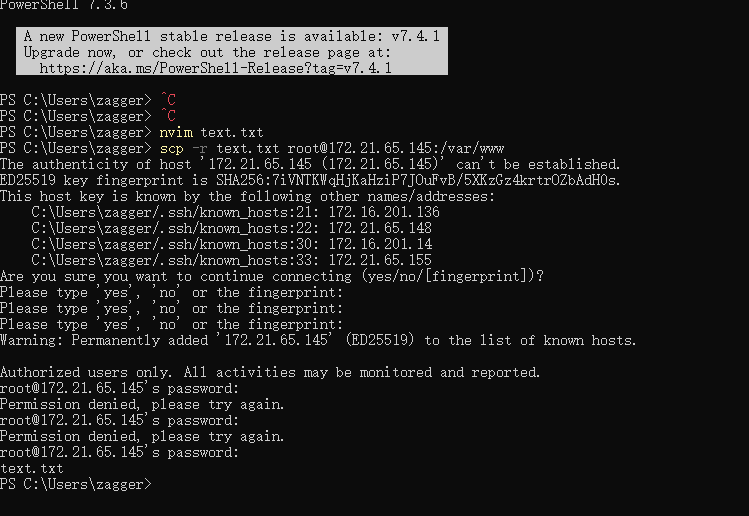 PowerShell 7.3.6
A new PowerShell stable release is available: v7.4.1
Upgrade now, or check out the release page at:
https://aka.ms/PowerShell-Release?tag=v7.4.1
PS C:\Users\zagger> ^C
PS C:\Users\zagger> ^C
PS C:\Users\zagger> nvim text.txt
PS C:\Users\zagger> scp -r text.txt root@172.21.65.145:/var/www
The authenticity of host '172.21.65.145 (172.21.65.145)' can't be established.
ED25519 key fingerprint is SHA256:7iVNTKWqHjKaHziP7JOuFvB/5XKzGz4krtrOZbAdH0s.
This host key is known by the following other names/addresses:
    C:\Users\zagger/.ssh/known_hosts:21: 172.16.201.136
    C:\Users\zagger/.ssh/known_hosts:22: 172.21.65.148
    C:\Users\zagger/.ssh/known_hosts:30: 172.16.201.14
    C:\Users\zagger/.ssh/known_hosts:33: 172.21.65.155
Are you sure you want to continue connecting (yes/no/[fingerprint])?
Please type 'yes', 'no' or the fingerprint:
Please type 'yes', 'no' or the fingerprint:
Please type 'yes', 'no' or the fingerprint:
Warning: Permanently added '172.21.65.145' (ED25519) to the list of known hosts.
Authorized users only. All activities may be monitored and reported.
root@172.21.65.145's password:
Permission denied, please try again.
root@172.21.65.145's password:
Permission denied, please try again.
root@172.21.65.145's password:
text.txt
PS C:\Users\zagger>